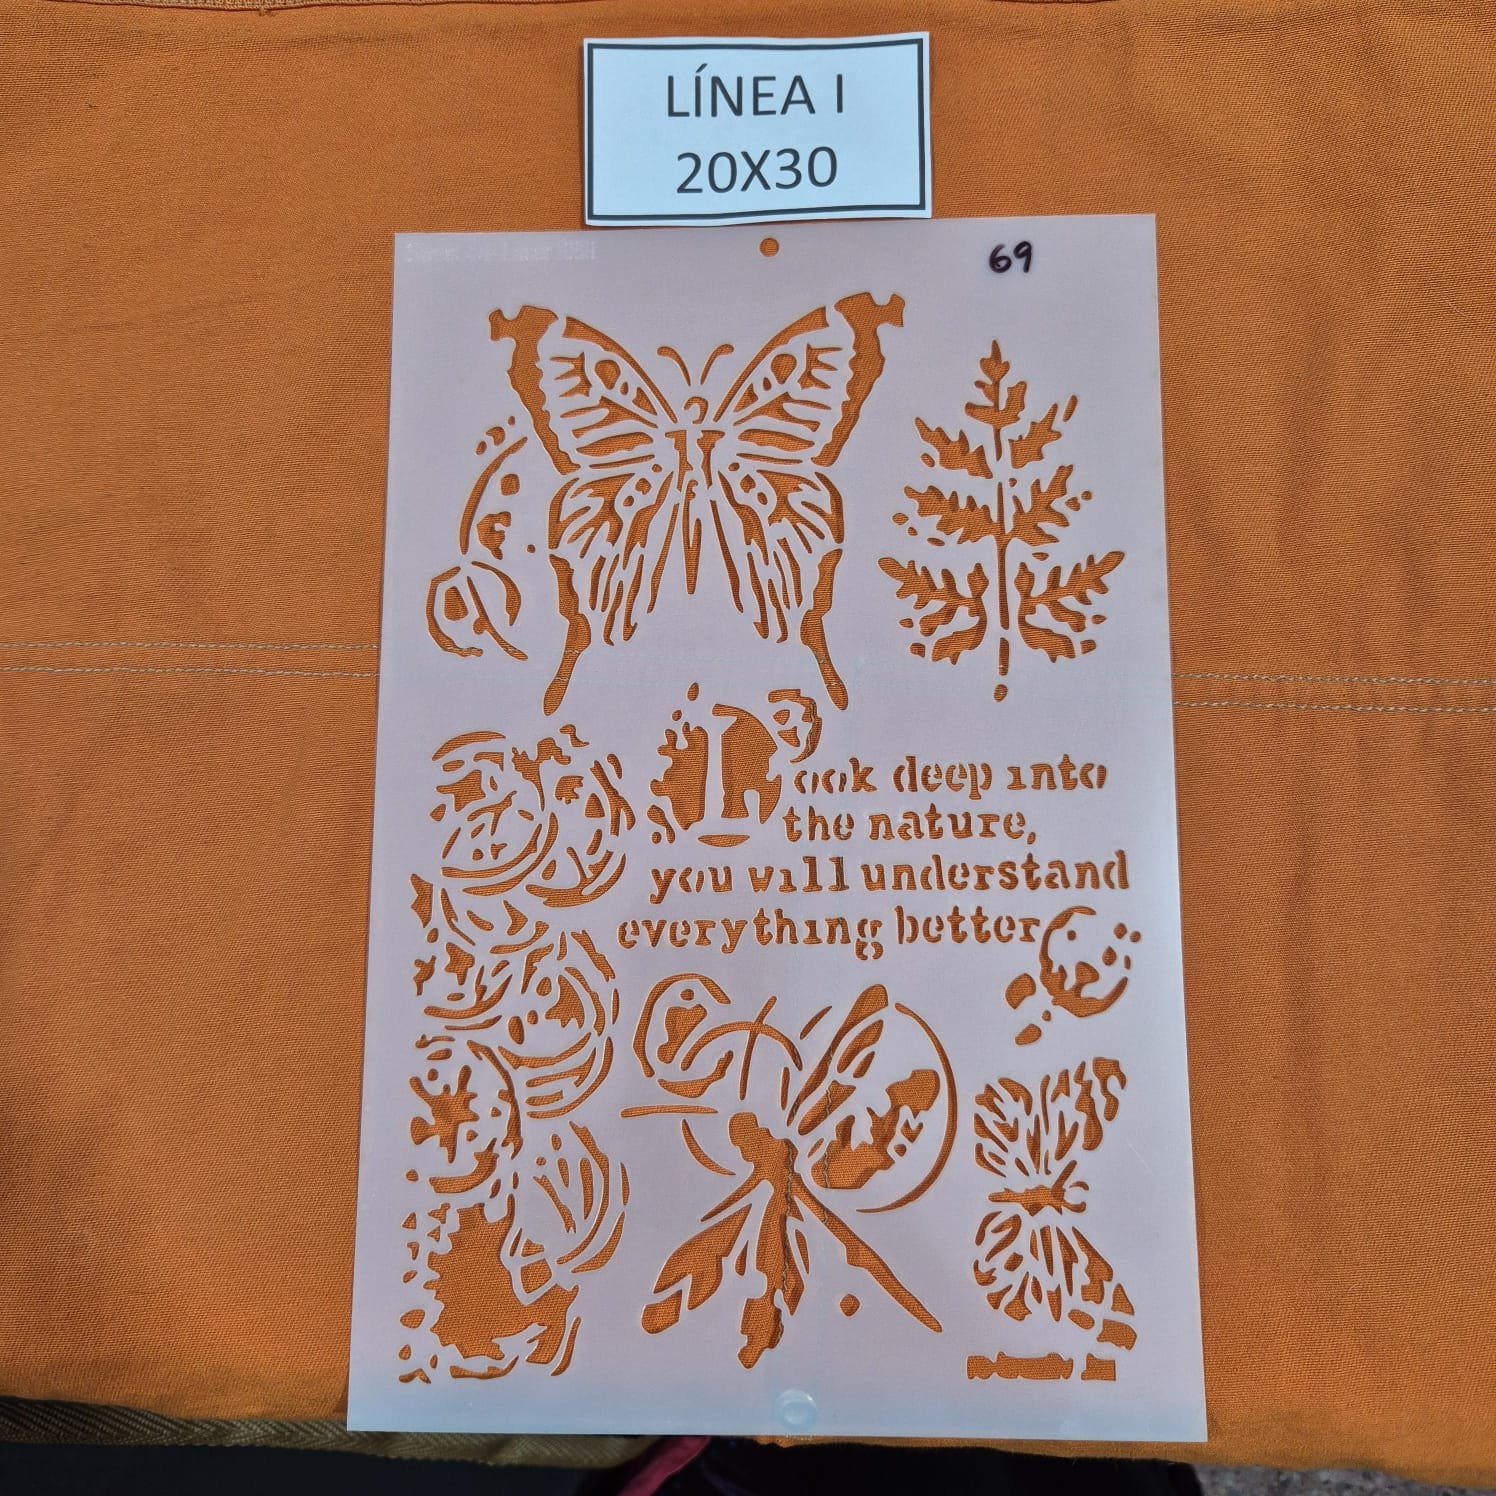 LÍNEA I
20X30
69
Look deep into
the nature,
you will understand
everything better